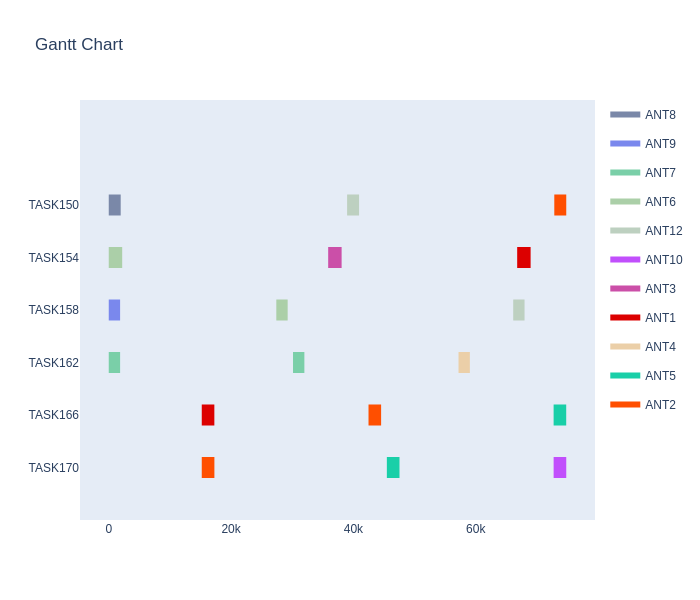 Gantt Chart
TASK150
TASK154
TASK158
TASK162
TASK166
TASK170
0
20k
40k
60k
ANT8
ANT9
ANT7
ANT6
ANT12
ANT10
ANT3
ANT1
ANT4
ANT5
ANT2